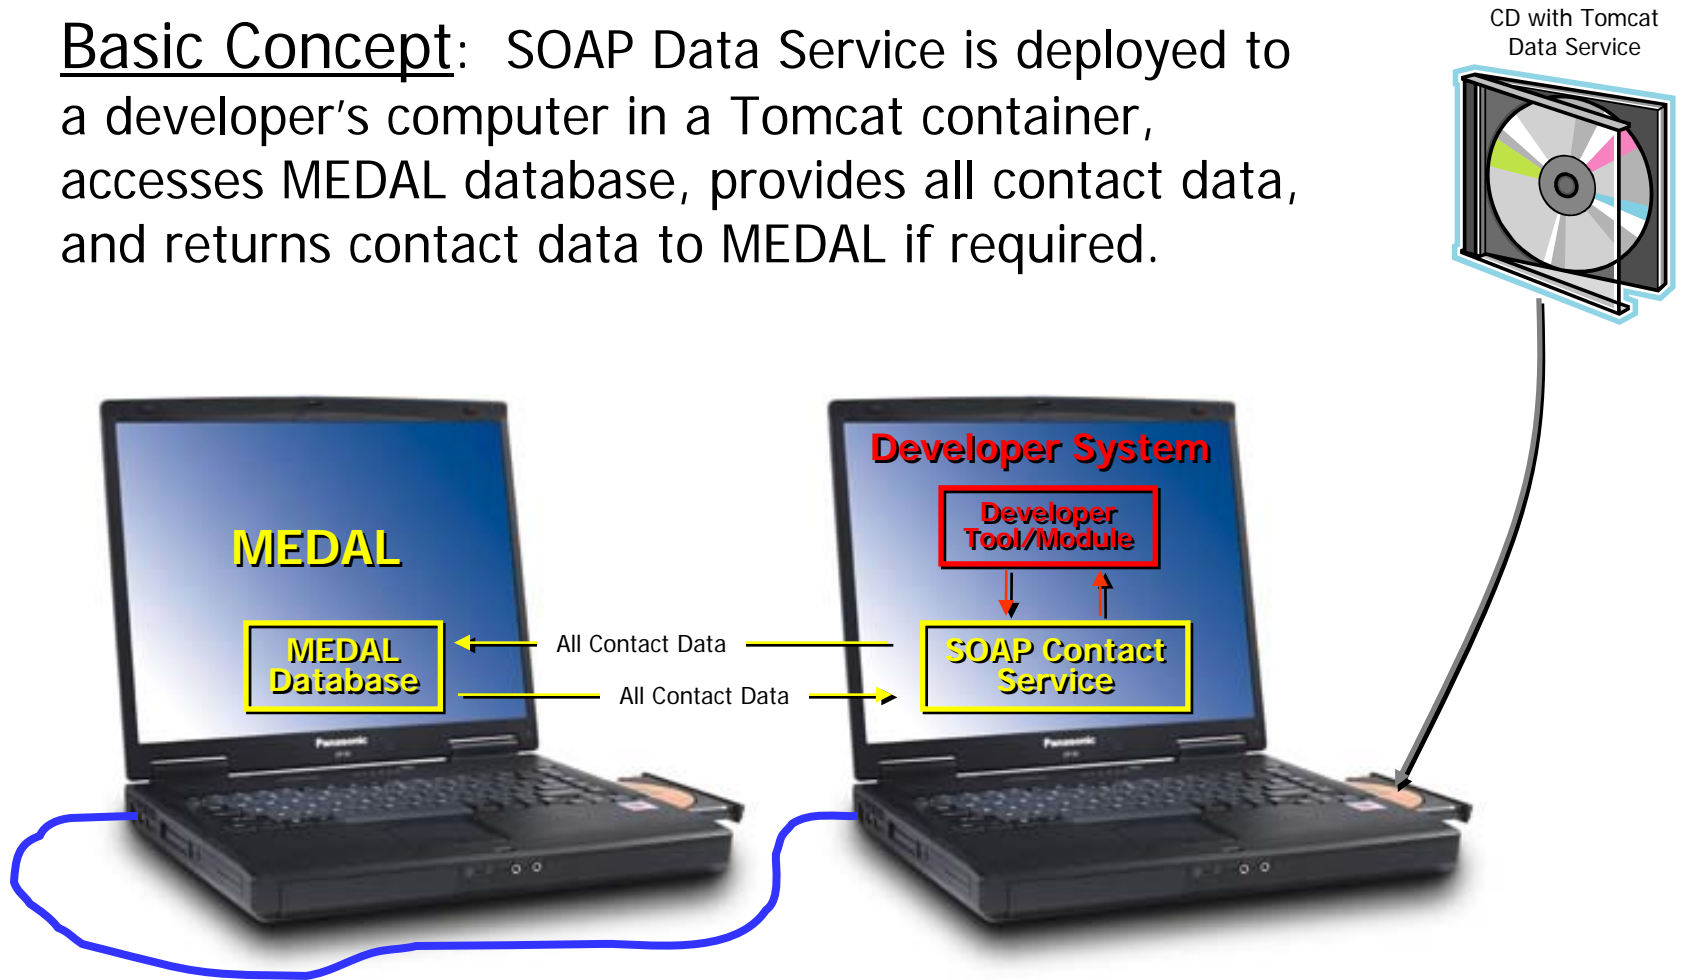 Basic Concept: SOAP Data Service is deployed to
a developer's computer in a Tomcat container,
accesses MEDAL database, provides all contact data,
and returns contact data to MEDAL if required.
CD with Tomcat
Data Service
MEDAL
MEDAL
Database
All Contact Data
All Contact Data
Developer System
Developer
Tool/Module
SOAP Contact
Service
Panasonic
Panasonic